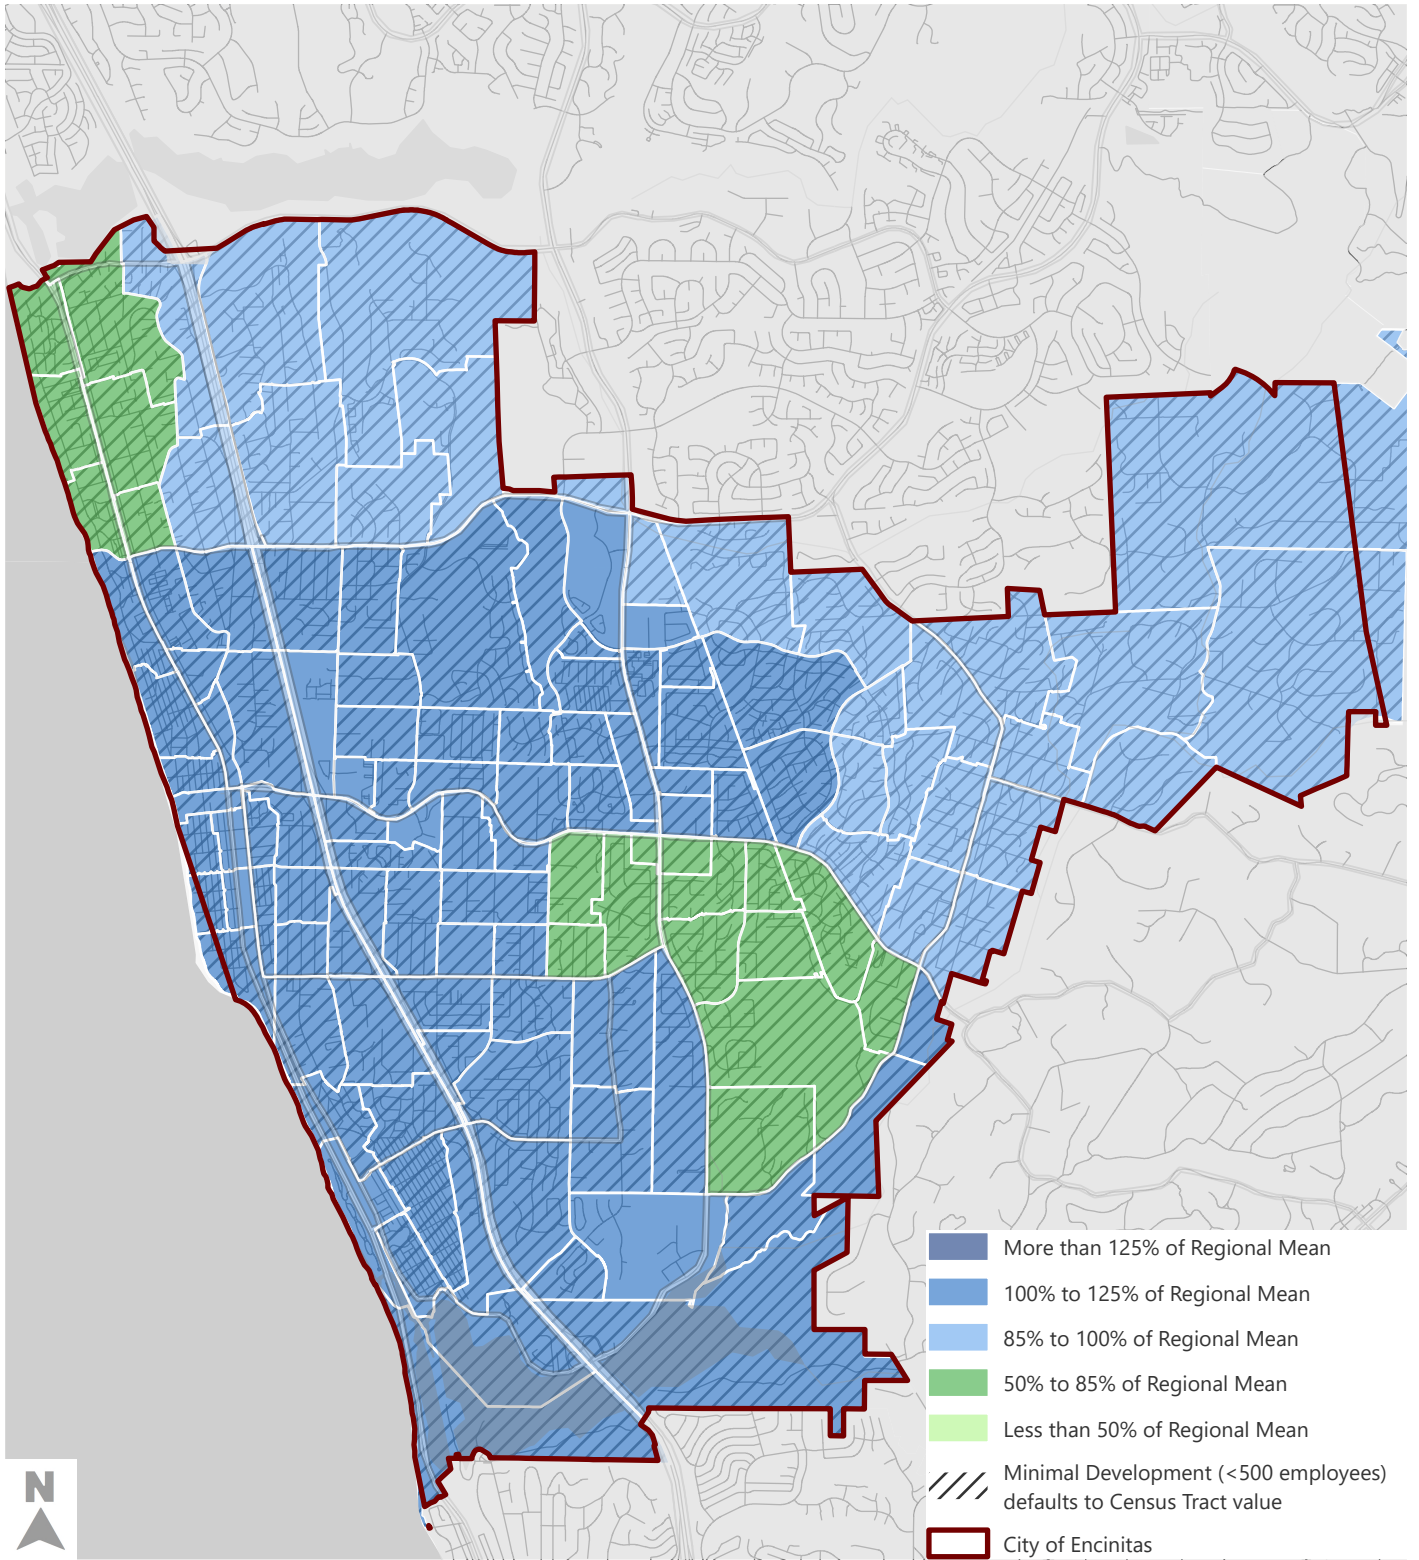 More than 125% of Regional Mean
100% to 125% of Regional Mean
85% to 100% of Regional Mean
50% to 85% of Regional Mean
Less than 50% of Regional Mean
Minimal Development (<500 employees)
defaults to Census Tract value
City of Encinitas
N